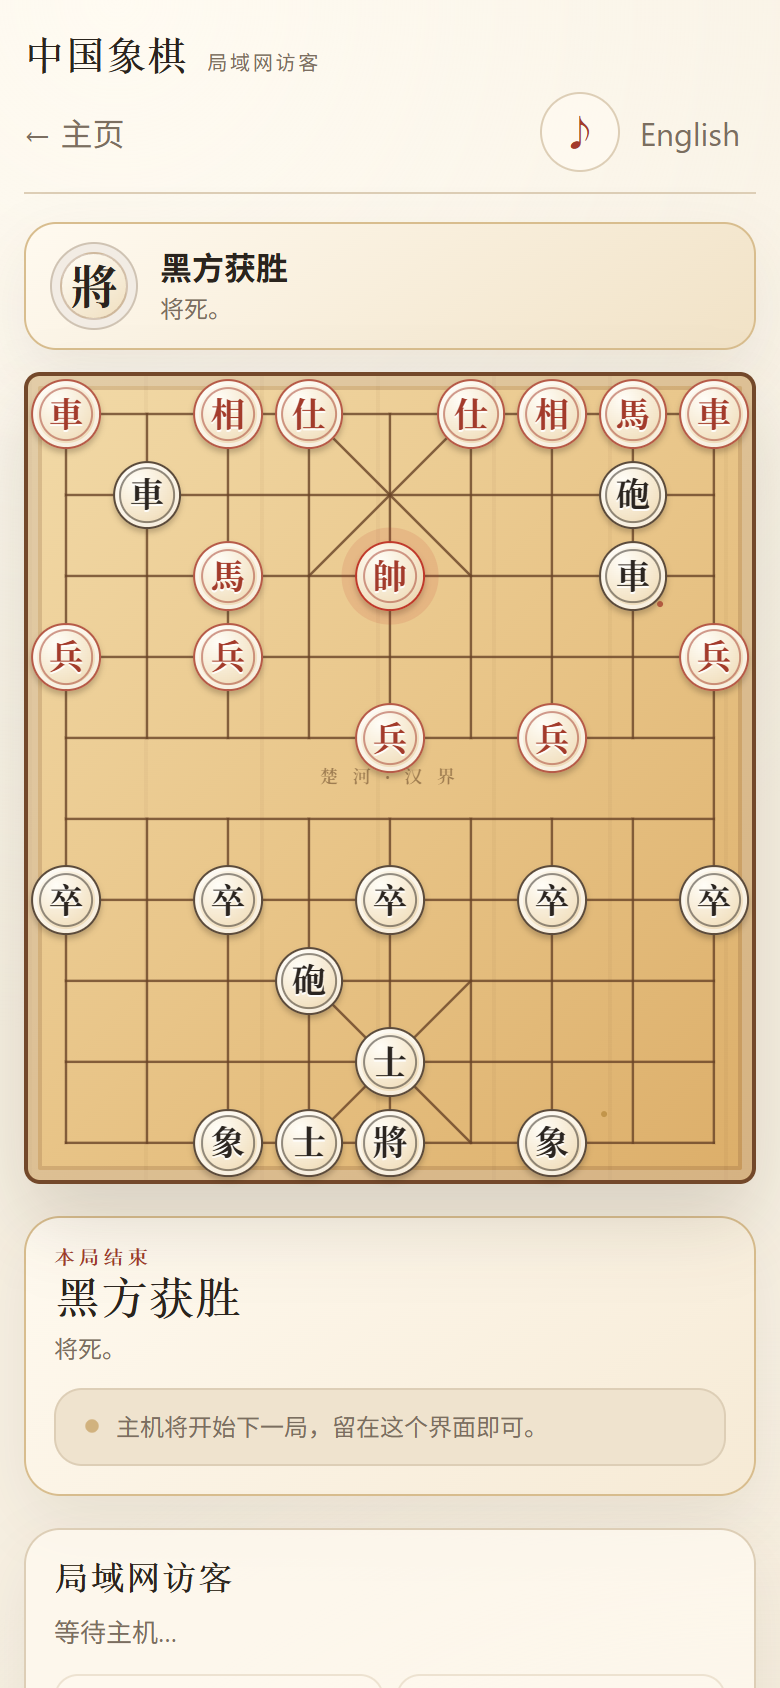 中国象棋 局域网访客
← 主页 English
將 黑方获胜
将死。
車 相 仕 仕 相 馬 車
車 砲
馬 帥 車
兵 兵 兵
兵 兵
楚 河 · 汉 界
卒 卒 卒 卒 卒
砲
士
象 士 將 象
本局结束
黑方获胜
将死。
主机将开始下一局，留在这个界面即可。
局域网访客
等待主机...